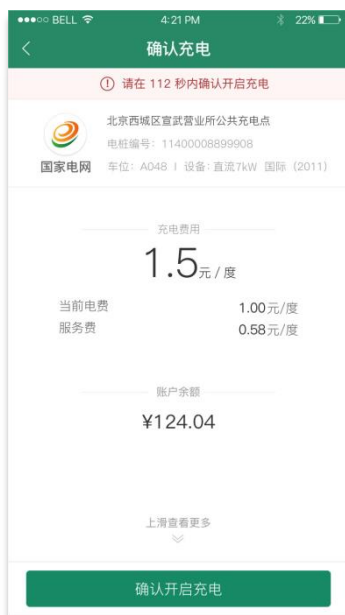 BELL 4:21 PM 22%
确认充电
请在 112 秒内确认开启充电
北京西城区宣武营业所公共充电点
电桩编号：11400008899908
国家电网 车位：A048 | 设备：直流7kW 国际（2011）
充电费用
1.5元 / 度
当前电费 1.00元/度
服务费 0.58元/度
账户余额
¥124.04
上滑查看更多
确认开启充电